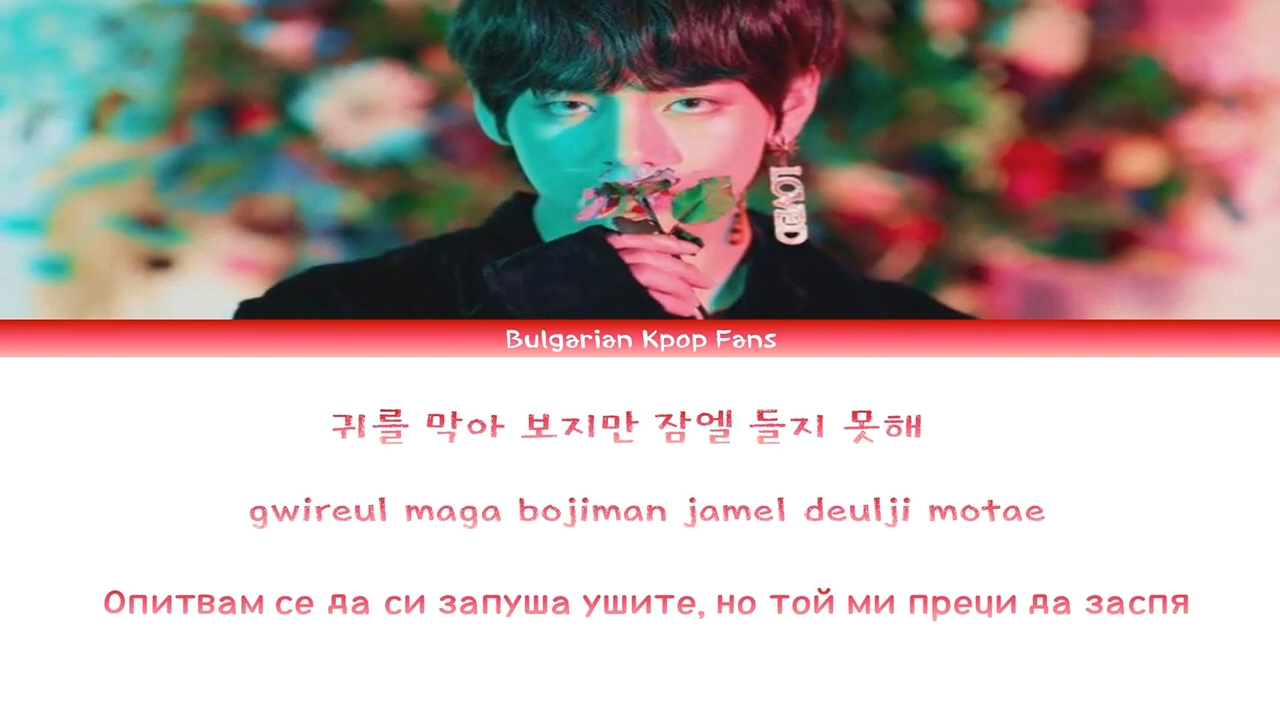 LOVED
Bulgarian Kpop Fans
귀를 막아 보지만 잠엘 들지 못해
gwireul maga bojiman jamel deulji motae
Опитвам се да си запуша ушите, но той ми пречи да заспя